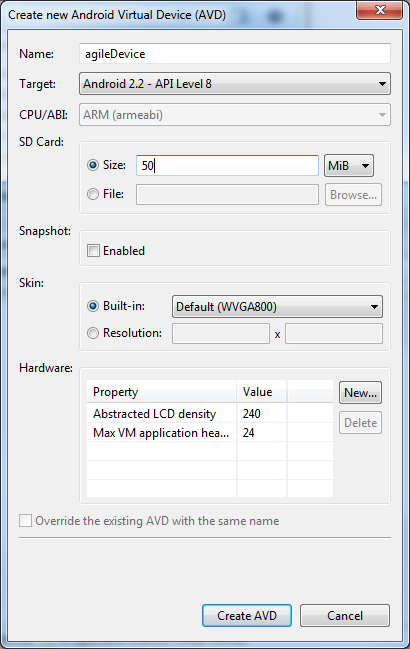 Create new Android Virtual Device (AVD)
Name: agileDevice
Target: Android 2.2 - API Level 8
CPU/ABI: ARM (armeabi)
SD Card:
Size: 50 MiB
File: Browse...
Snapshot:
Enabled
Skin:
Built-in: Default (WVGA800)
Resolution: x
Hardware:
Property Value New...
Abstracted LCD density 240 Delete
Max VM application hea... 24
Override the existing AVD with the same name
Create AVD Cancel